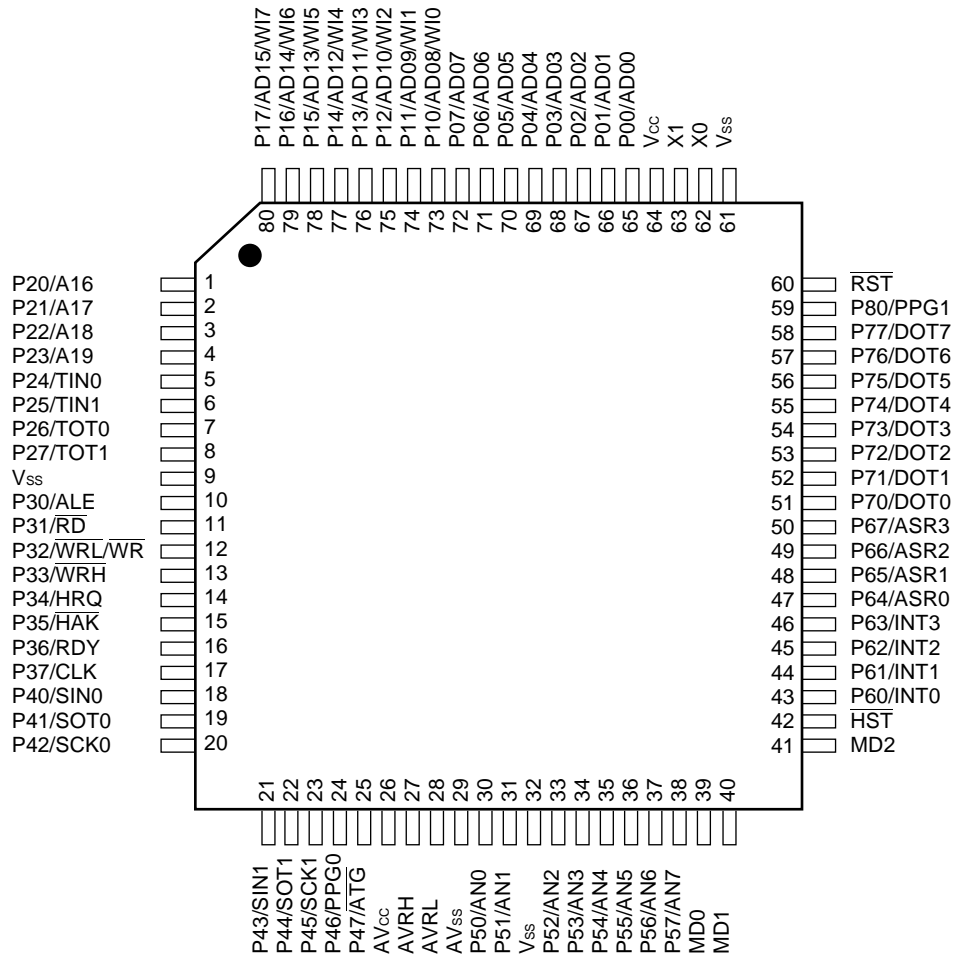 P17/AD15/WI7
P16/AD14/WI6
P15/AD13/WI5
P14/AD12/WI4
P13/AD11/WI3
P12/AD10/WI2
P11/AD09/WI1
P10/AD08/WI0
P07/AD07
P06/AD06
P05/AD05
P04/AD04
P03/AD03
P02/AD02
P01/AD01
P00/AD00
Vcc
X1
X0
Vss
80 79 78 77 76 75 74 73 72 71 70 69 68 67 66 65 64 63 62 61
P20/A16 1
P21/A17 2
P22/A18 3
P23/A19 4
P24/TIN0 5
P25/TIN1 6
P26/TOT0 7
P27/TOT1 8
Vss 9
P30/ALE 10
P31/RD 11
P32/WRL/WR 12
P33/WRH 13
P34/HRQ 14
P35/HAK 15
P36/RDY 16
P37/CLK 17
P40/SIN0 18
P41/SOT0 19
P42/SCK0 20
60 RST
59 P80/PPG1
58 P77/DOT7
57 P76/DOT6
56 P75/DOT5
55 P74/DOT4
54 P73/DOT3
53 P72/DOT2
52 P71/DOT1
51 P70/DOT0
50 P67/ASR3
49 P66/ASR2
48 P65/ASR1
47 P64/ASR0
46 P63/INT3
45 P62/INT2
44 P61/INT1
43 P60/INT0
42 HST
41 MD2
21 22 23 24 25 26 27 28 29 30 31 32 33 34 35 36 37 38 39 40
P43/SIN1
P44/SOT1
P45/SCK1
P46/PPG0
P47/ATG
AVcc
AVRH
AVRL
AVss
P50/AN0
P51/AN1
Vss
P52/AN2
P53/AN3
P54/AN4
P55/AN5
P56/AN6
P57/AN7
MD0
MD1